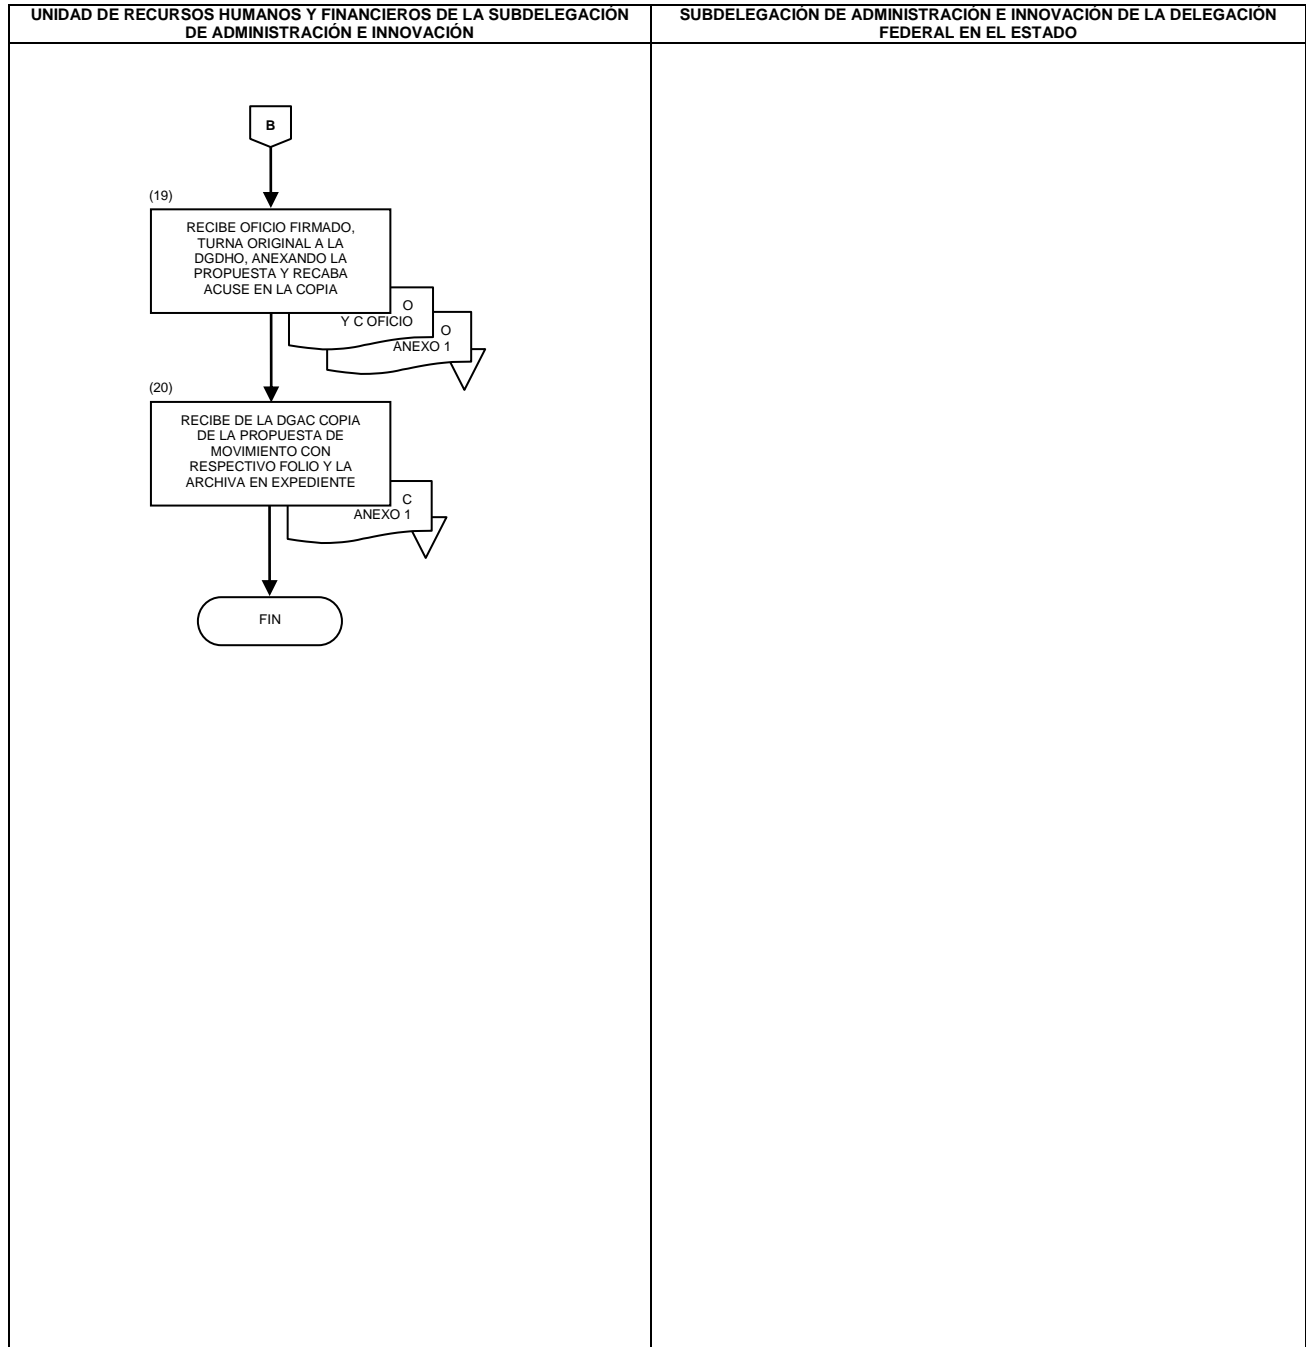 UNIDAD DE RECURSOS HUMANOS Y FINANCIEROS DE LA SUBDELEGACIÓN
DE ADMINISTRACIÓN E INNOVACIÓN
SUBDELEGACIÓN DE ADMINISTRACIÓN E INNOVACIÓN DE LA DELEGACIÓN
FEDERAL EN EL ESTADO
B
(19)
RECIBE OFICIO FIRMADO,
TURNA ORIGINAL A LA
DGDHO, ANEXANDO LA
PROPUESTA Y RECABA
ACUSE EN LA COPIA
O
Y C OFICIO
O
ANEXO 1
(20)
RECIBE DE LA DGAC COPIA
DE LA PROPUESTA DE
MOVIMIENTO CON
RESPECTIVO FOLIO Y LA
ARCHIVA EN EXPEDIENTE
C
ANEXO 1
FIN